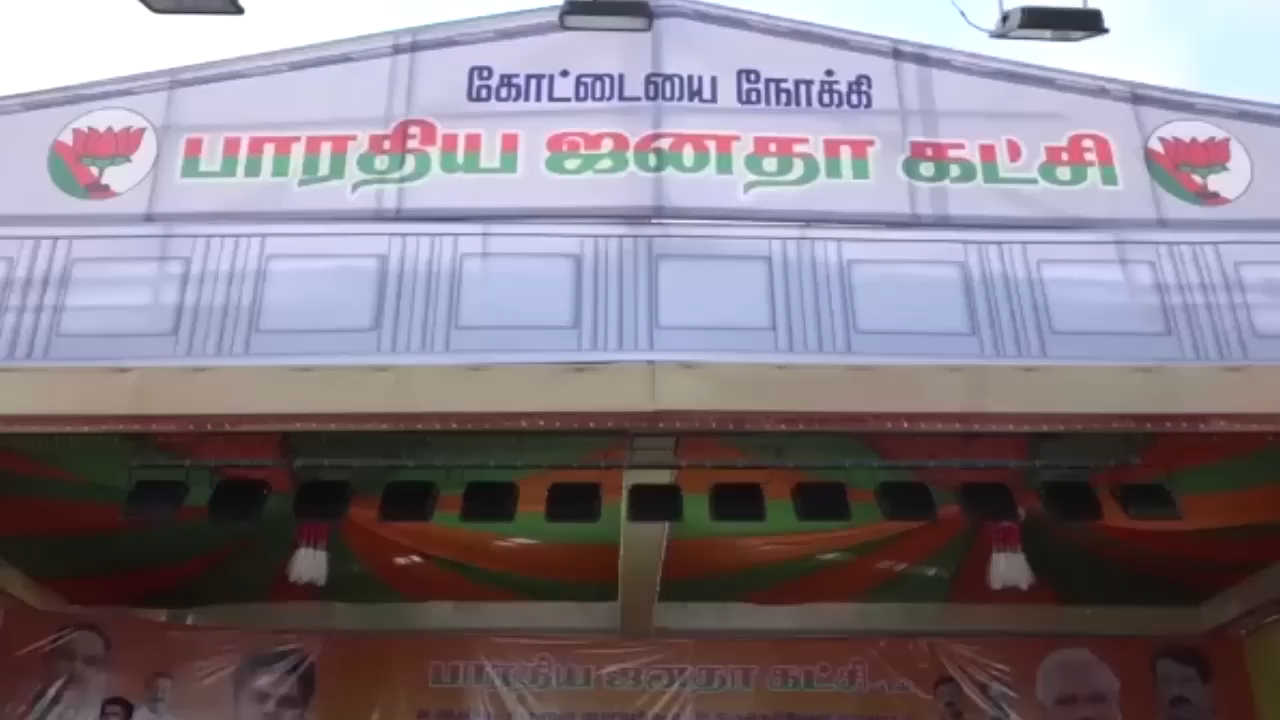 கோட்டையை நோக்கி
பாரதிய ஜனதா கட்சி
பாரதிய ஜனதா கட்சி